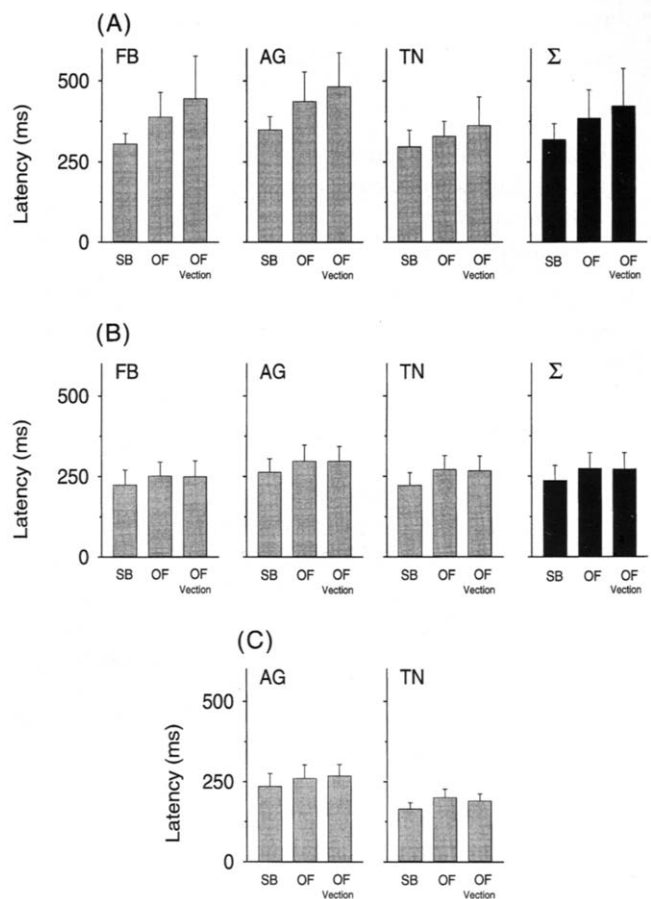 (A)
FB AG TN Σ
Latency (ms)
500
250
0
SB OF OF SB OF OF SB OF OF SB OF OF
Vection Vection Vection Vection
(B)
FB AG TN Σ
Latency (ms)
500
250
0
SB OF OF SB OF OF SB OF OF SB OF OF
Vection Vection Vection Vection
(C)
AG TN
Latency (ms)
500
250
0
SB OF OF SB OF OF
Vection Vection